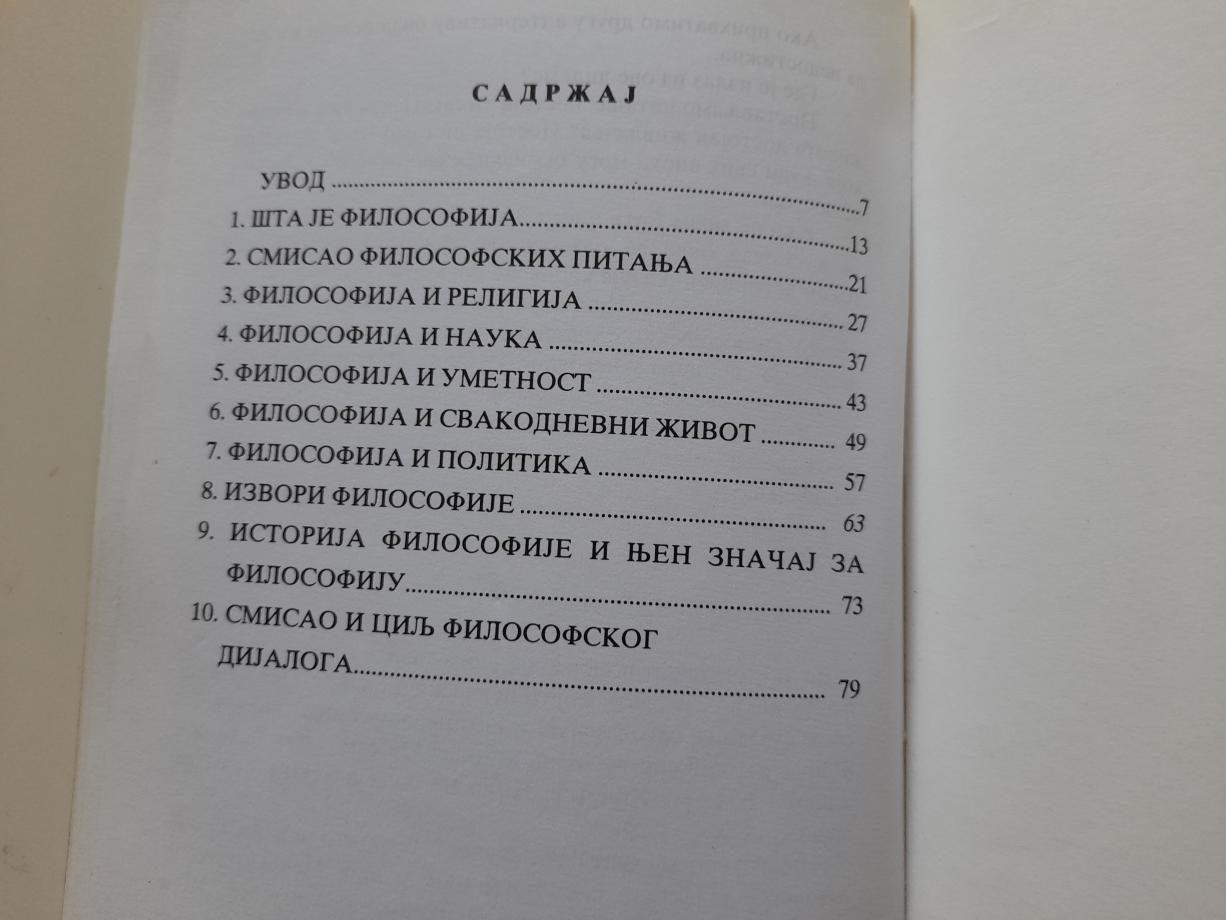 САДРЖАЈ
УВОД ...............................................................................7
1. ШТА ЈЕ ФИЛОСОФИЈА..................................................13
2. СМИСАО ФИЛОСОФСКИХ ПИТАЊА ......................21
3. ФИЛОСОФИЈА И РЕЛИГИЈА ...................................... 27
4. ФИЛОСОФИЈА И НАУКА ............................................ 37
5. ФИЛОСОФИЈА И УМЕТНОСТ ..................................... 43
6. ФИЛОСОФИЈА И СВАКОДНЕВНИ ЖИВОТ ........... 49
7. ФИЛОСОФИЈА И ПОЛИТИКА ................................... 57
8. ИЗВОРИ ФИЛОСОФИЈЕ .............................................. 63
9. ИСТОРИЈА ФИЛОСОФИЈЕ И ЊЕН ЗНАЧАЈ ЗА
ФИЛОСОФИЈУ................................................................ 73
10. СМИСАО И ЦИЉ ФИЛОСОФСКОГ
ДИЈАЛОГА....................................................................... 79